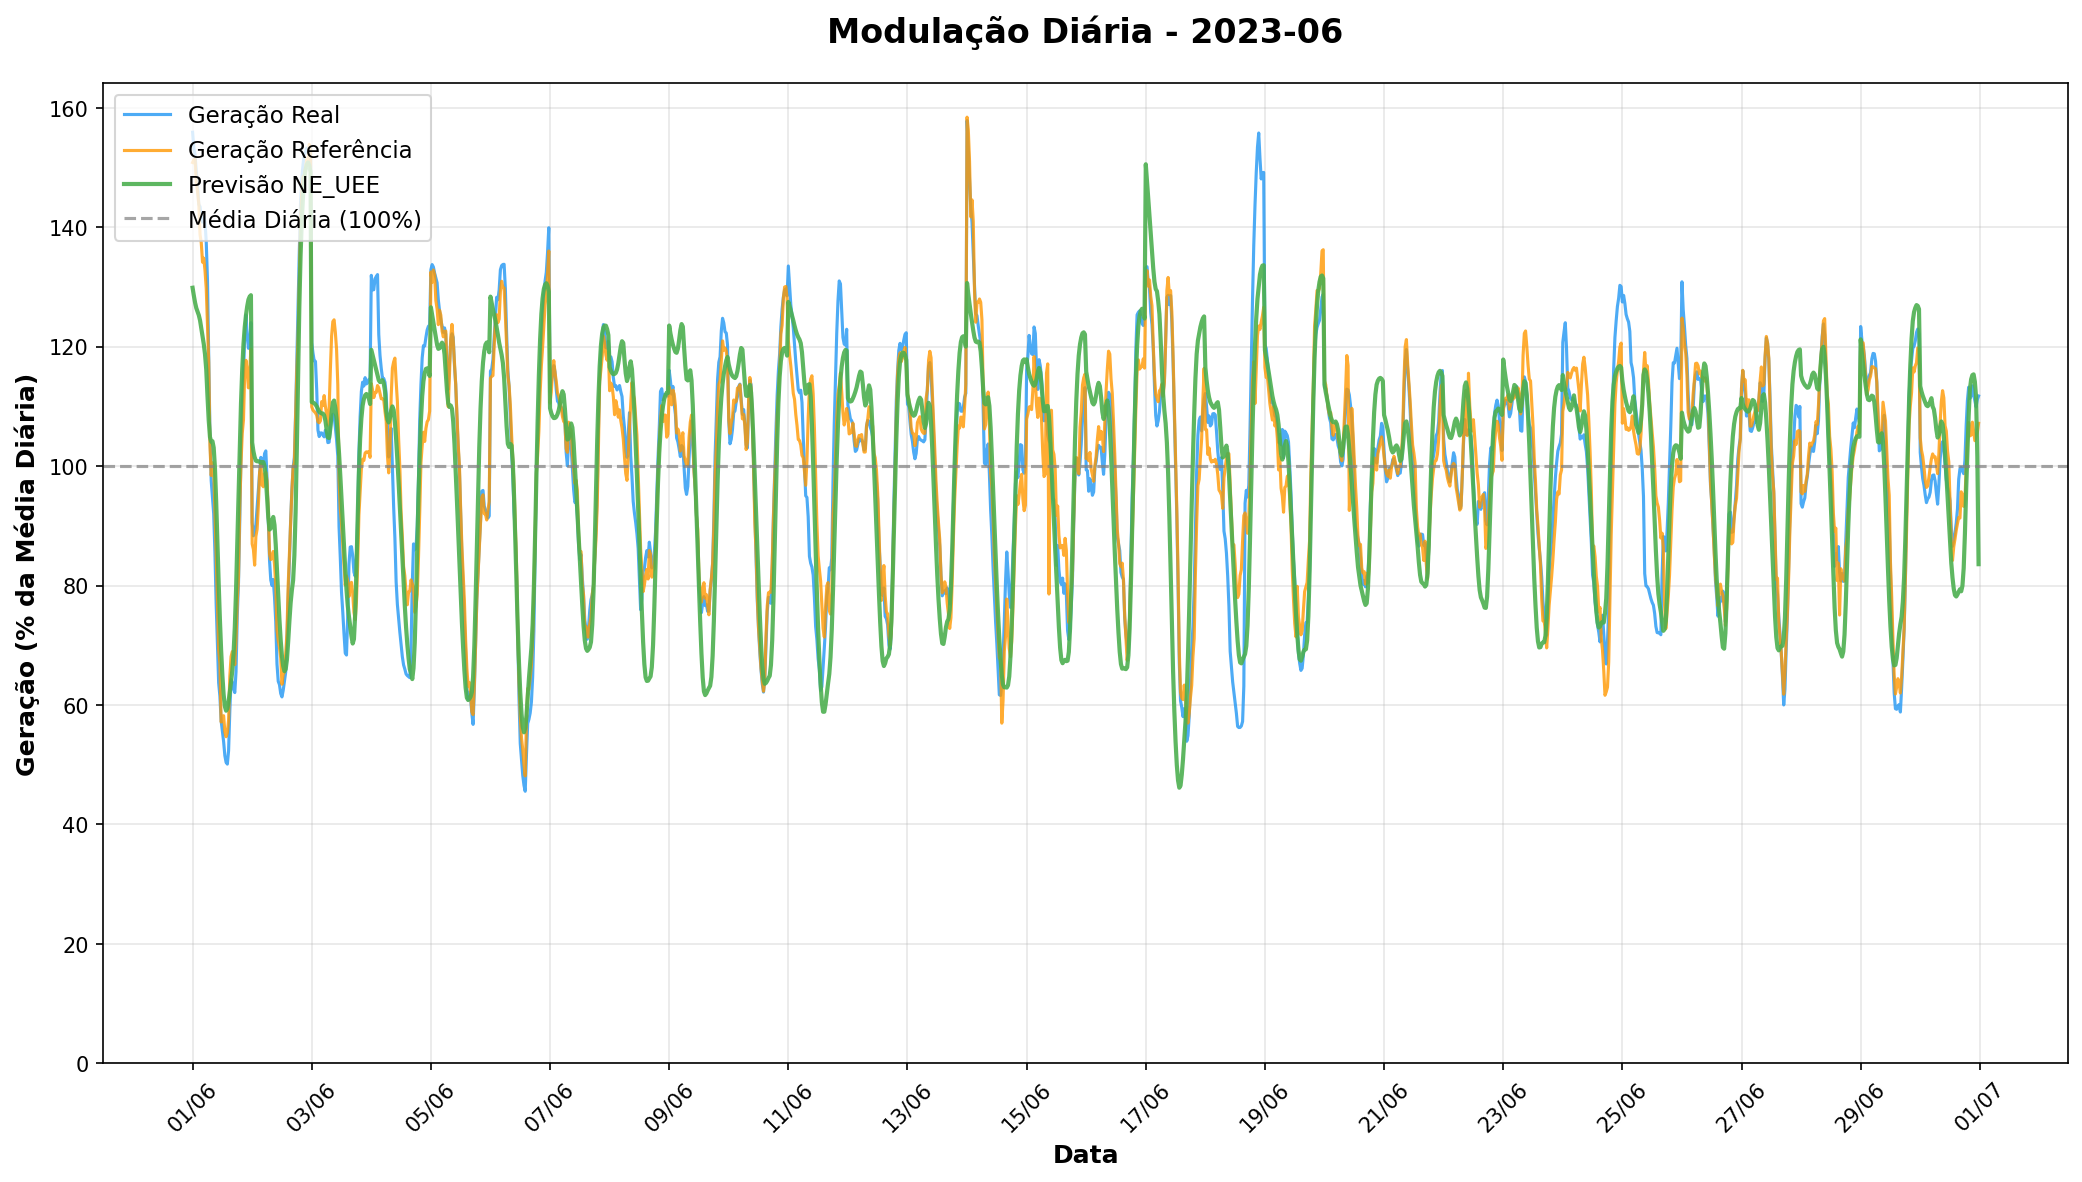 Modulação Diária - 2023-06
Geração Real
Geração Referência
Previsão NE_UEE
Média Diária (100%)
Geração (% da Média Diária)
160
140
120
100
80
60
40
20
0
01/06 03/06 05/06 07/06 09/06 11/06 13/06 15/06 17/06 19/06 21/06 23/06 25/06 27/06 29/06 01/07
Data